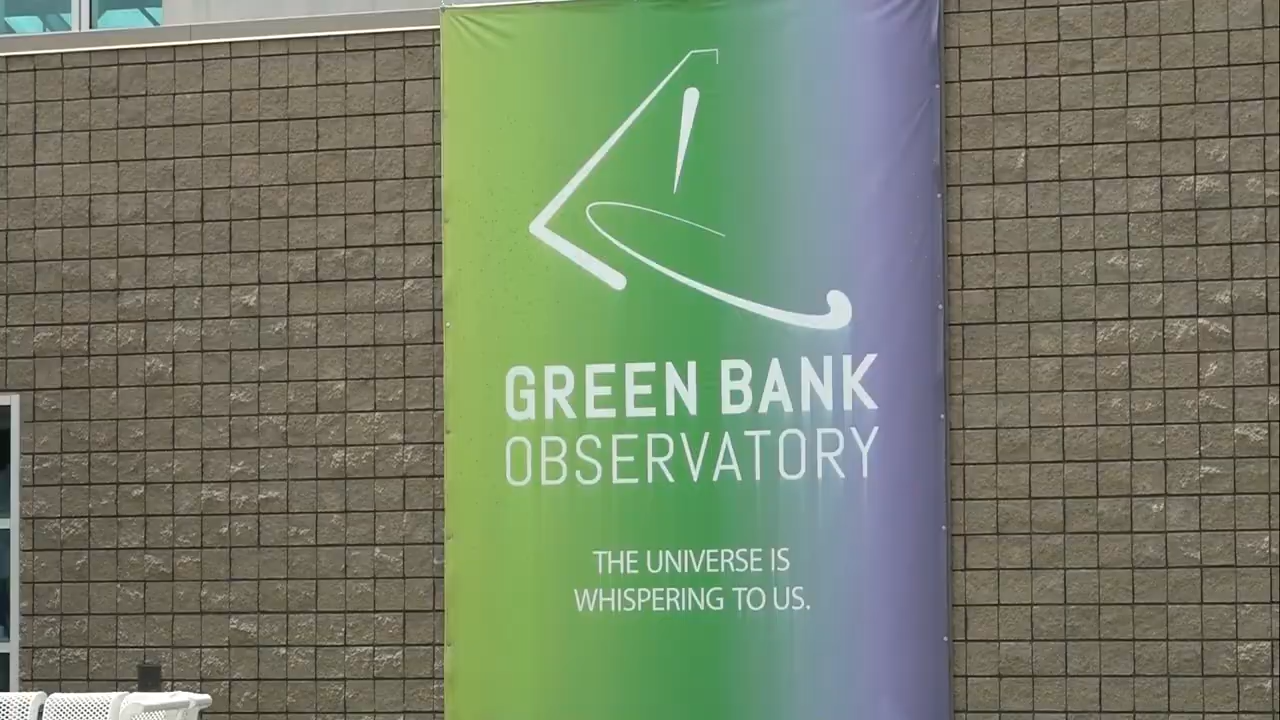 GREEN BANK
OBSERVATORY
THE UNIVERSE IS
WHISPERING TO US.